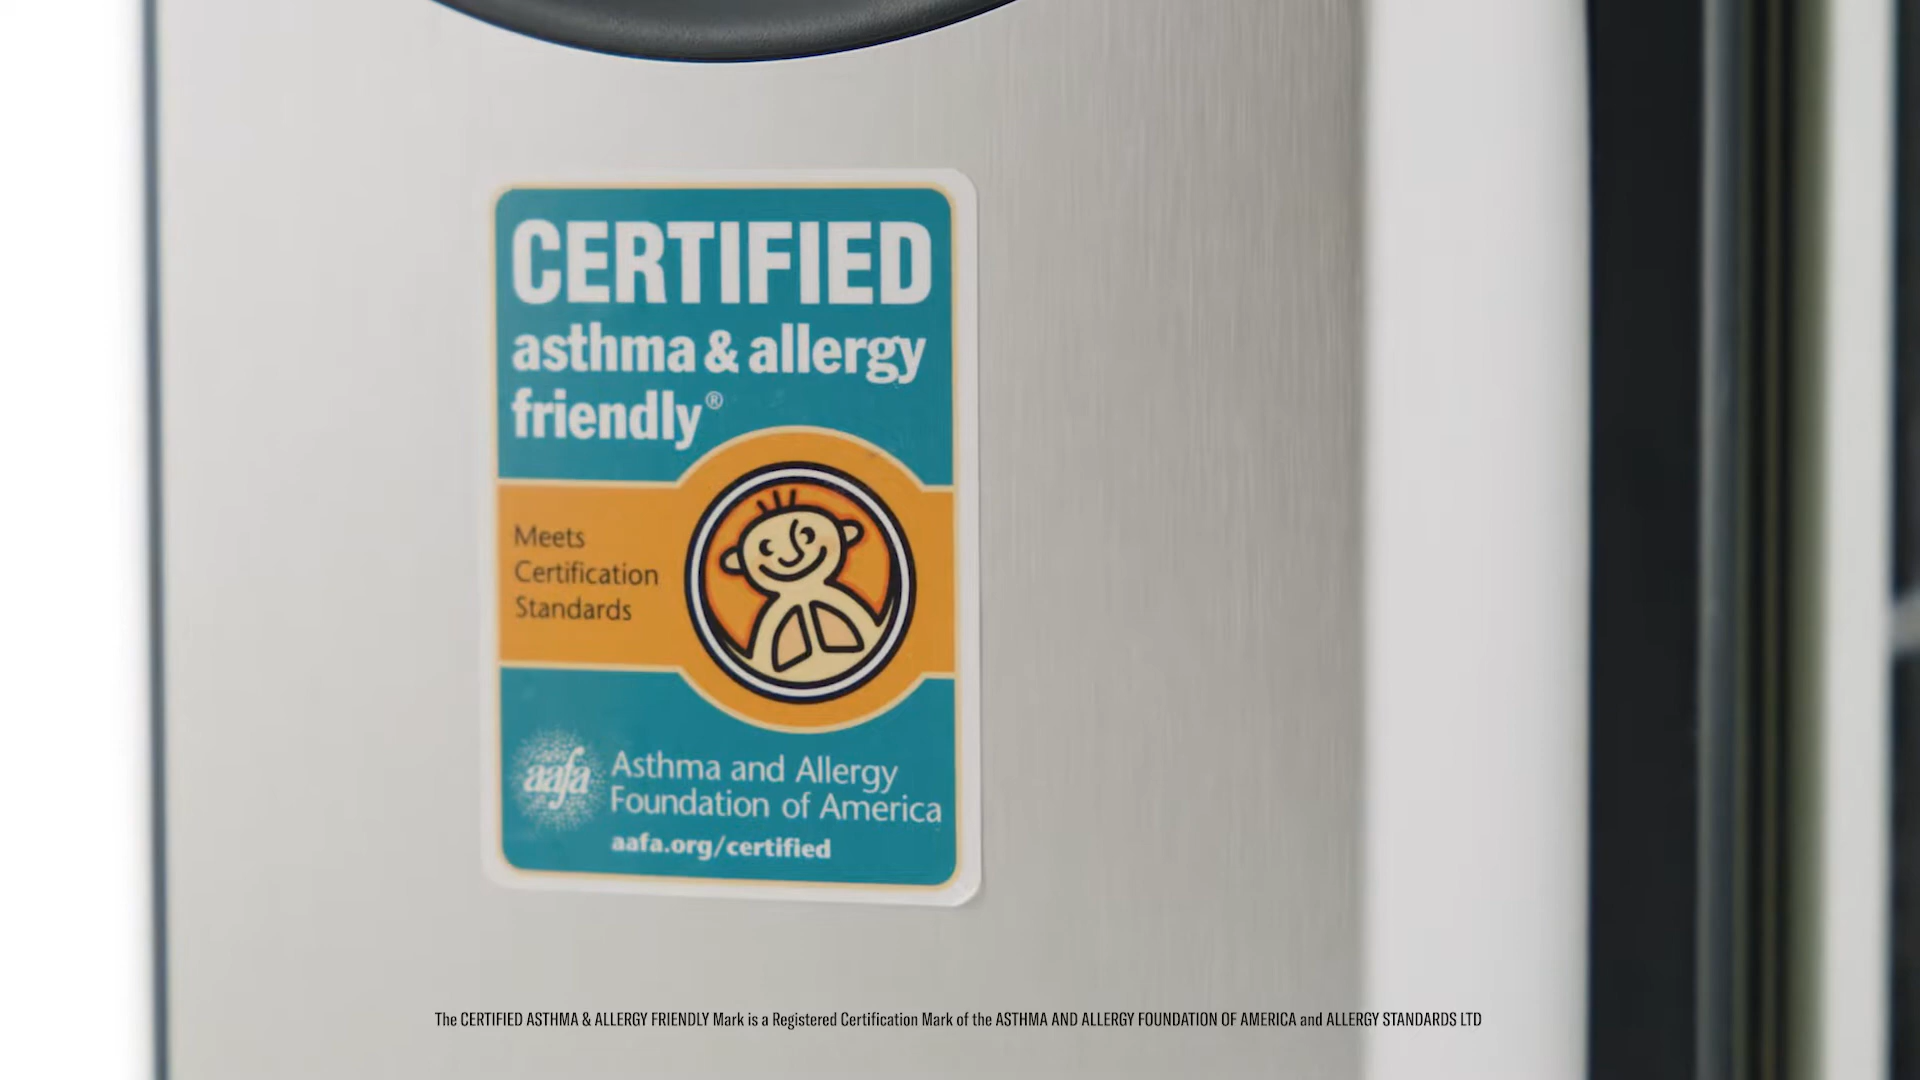 CERTIFIED
asthma & allergy
friendly®
Meets
Certification
Standards
aafa
Asthma and Allergy
Foundation of America
aafa.org/certified
The CERTIFIED ASTHMA & ALLERGY FRIENDLY Mark is a Registered Certification Mark of the ASTHMA AND ALLERGY FOUNDATION OF AMERICA and ALLERGY STANDARDS LTD